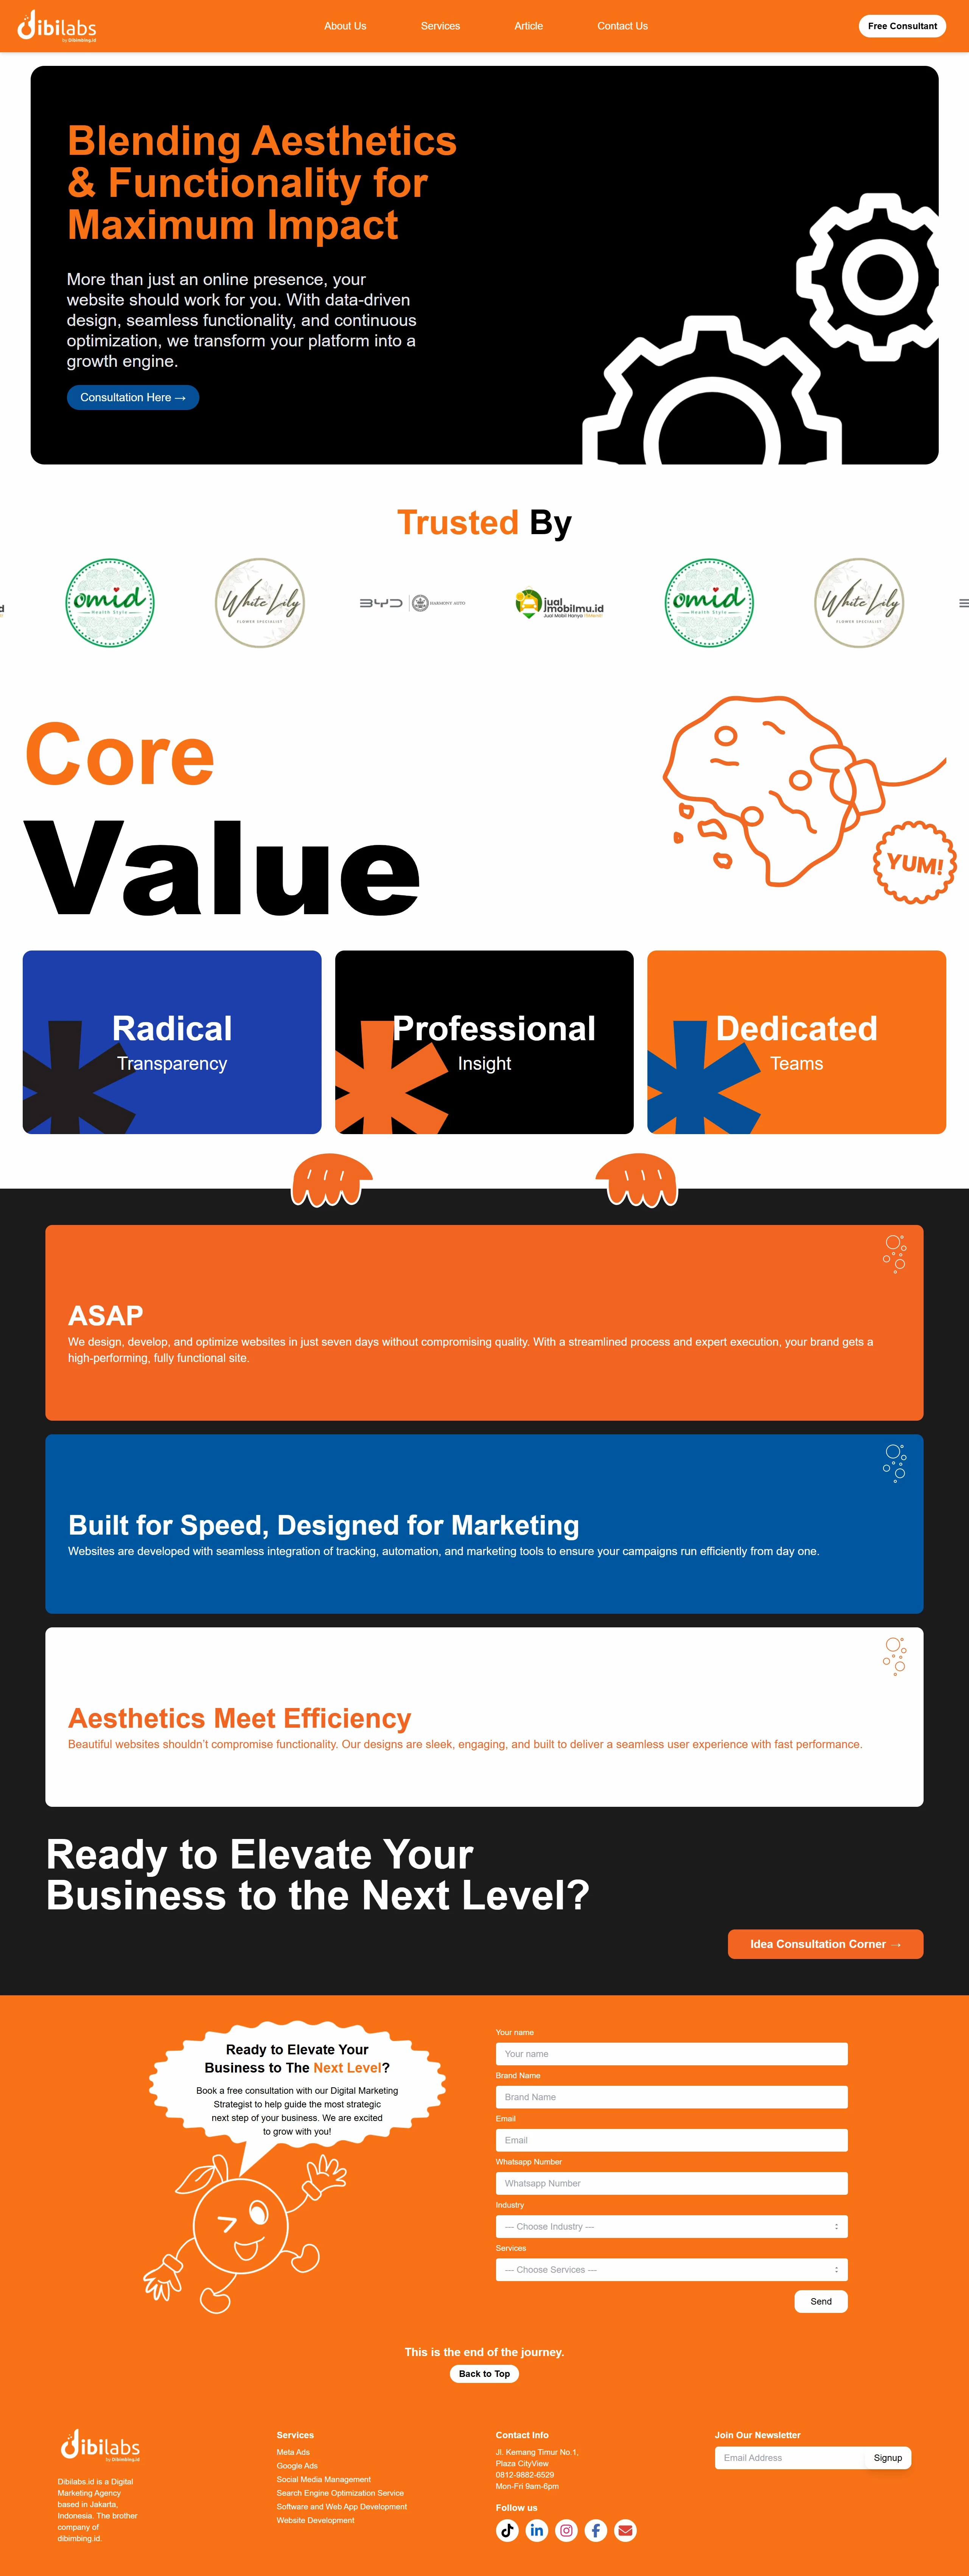 dibilabs
by Dibimbing.id
About Us
Services
Article
Contact Us
Free Consultant
Blending Aesthetics
& Functionality for
Maximum Impact
More than just an online presence, your
website should work for you. With data-driven
design, seamless functionality, and continuous
optimization, we transform your platform into a
growth engine.
Consultation Here →
Trusted By
omid
Health Style
White Lily
FLOWER SPECIALIST
BYD
HARMONY AUTO
jual
mobilmu.id
Jual Mobil Hanya
omid
Health Style
White Lily
FLOWER SPECIALIST
Core
Value
YUM!
Radical
Transparency
Professional
Insight
Dedicated
Teams
ASAP
We design, develop, and optimize websites in just seven days without compromising quality. With a streamlined process and expert execution, your brand gets a
high-performing, fully functional site.
Built for Speed, Designed for Marketing
Websites are developed with seamless integration of tracking, automation, and marketing tools to ensure your campaigns run efficiently from day one.
Aesthetics Meet Efficiency
Beautiful websites shouldn’t compromise functionality. Our designs are sleek, engaging, and built to deliver a seamless user experience with fast performance.
Ready to Elevate Your
Business to the Next Level?
Idea Consultation Corner →
Ready to Elevate Your
Business to The Next Level?
Book a free consultation with our Digital Marketing
Strategist to help guide the most strategic
next step of your business. We are excited
to grow with you!
Your name
Your name
Brand Name
Brand Name
Email
Email
Whatsapp Number
Whatsapp Number
Industry
--- Choose Industry ---
Services
--- Choose Services ---
Send
This is the end of the journey.
Back to Top
dibilabs
by Dibimbing.id
Dibilabs.id is a Digital
Marketing Agency
based in Jakarta,
Indonesia. The brother
company of
dibimbing.id.
Services
Meta Ads
Google Ads
Social Media Management
Search Engine Optimization Service
Software and Web App Development
Website Development
Contact Info
Jl. Kemang Timur No.1,
Plaza CityView
0812-9882-6529
Mon-Fri 9am-6pm
Follow us
Join Our Newsletter
Email Address
Signup